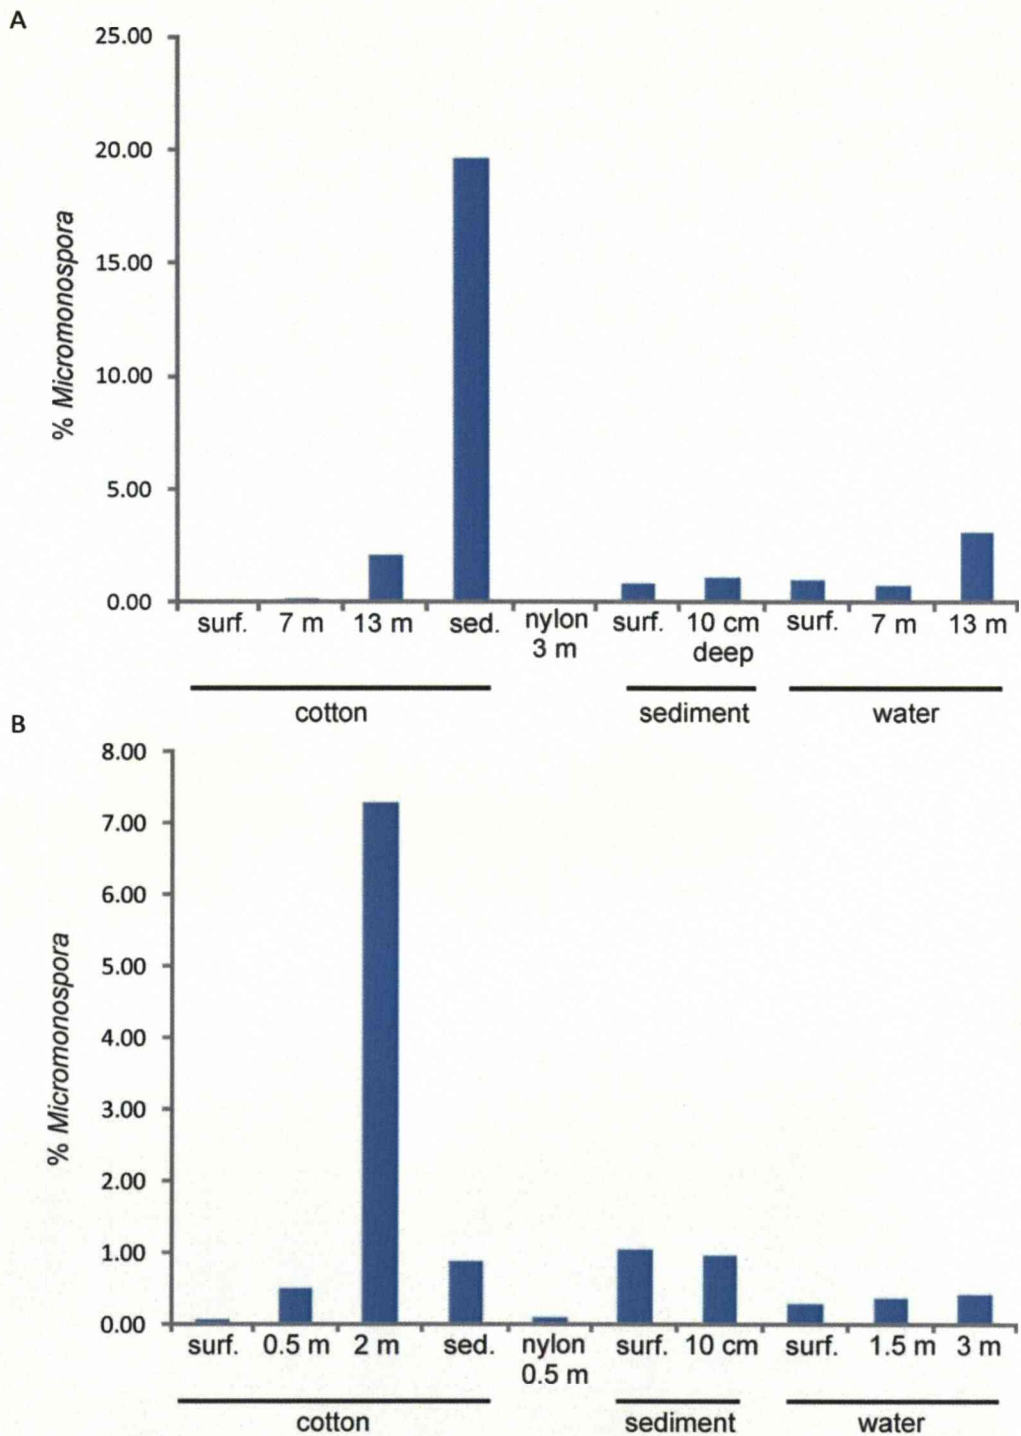 A
25.00
20.00
15.00
10.00
5.00
0.00
% Micromonospora
surf. 7 m 13 m sed. nylon 3 m surf. 10 cm deep surf. 7 m 13 m
cotton sediment water
B
8.00
7.00
6.00
5.00
4.00
3.00
2.00
1.00
0.00
% Micromonospora
surf. 0.5 m 2 m sed. nylon 0.5 m surf. 10 cm surf. 1.5 m 3 m
cotton sediment water